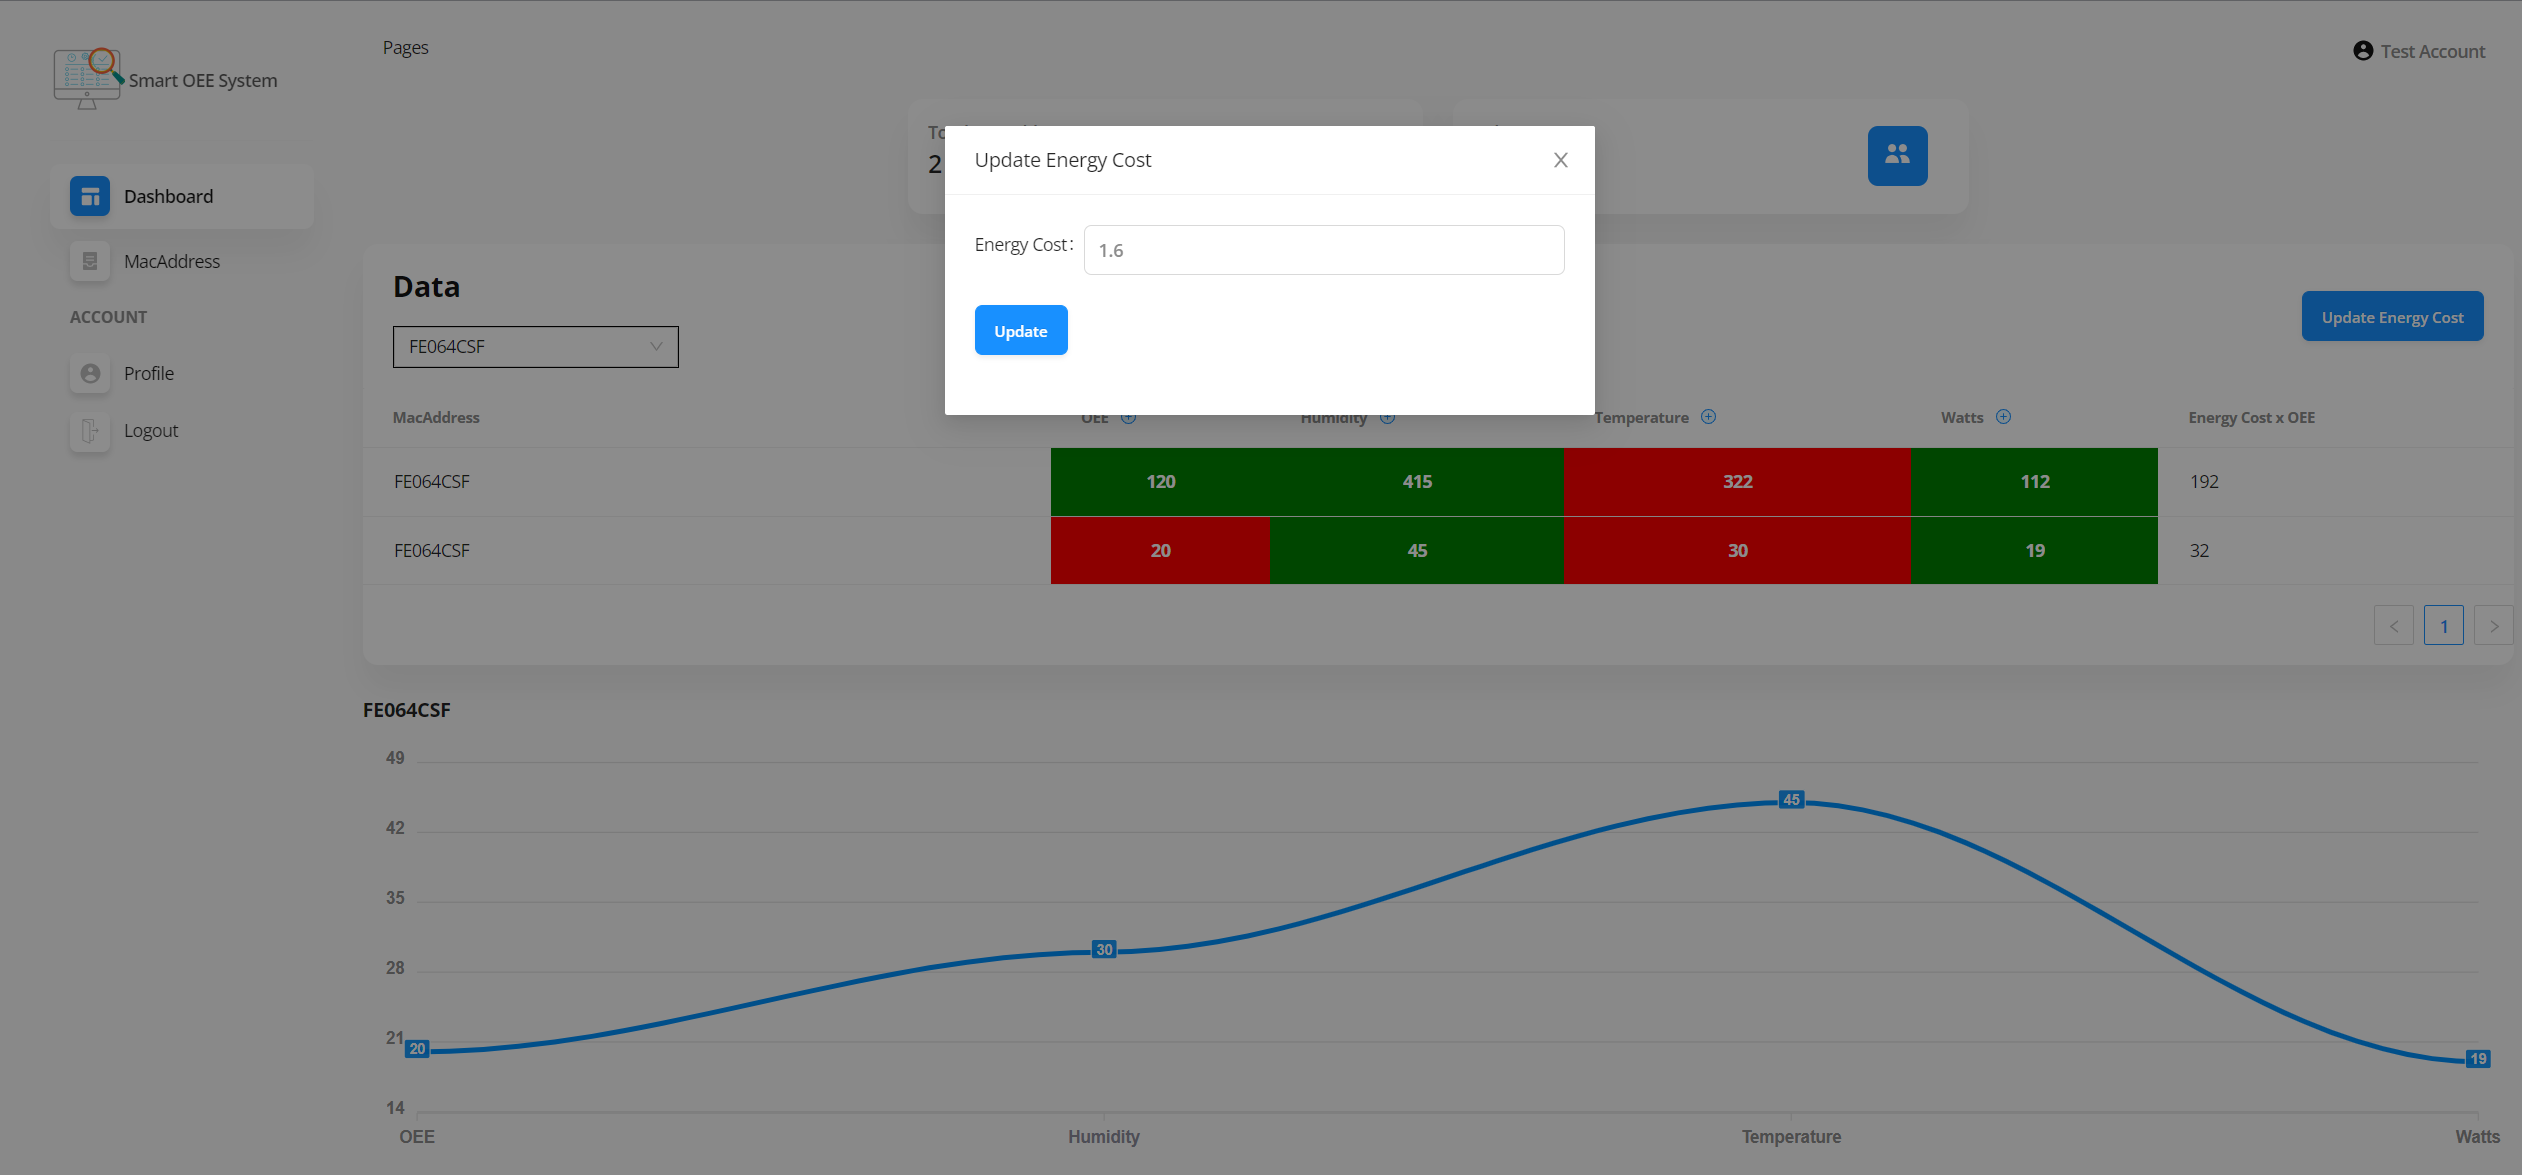 Smart OEE System
Pages
Test Account
2
Dashboard
MacAddress
ACCOUNT
Profile
Logout
Update Energy Cost
Energy Cost:
1.6
Update
Data
FE064CSF
Update Energy Cost
MacAddress OEE Humidity Temperature Watts Energy Cost x OEE
FE064CSF 120 415 322 112 192
FE064CSF 20 45 30 19 32
< 1 >
FE064CSF
49
42
35
28
21
14
20
30
45
19
OEE Humidity Temperature Watts